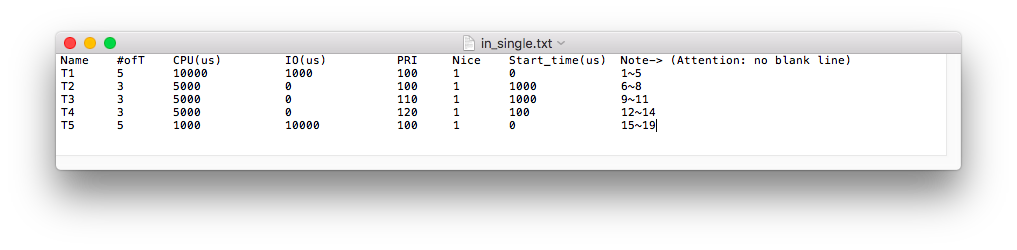 in_single.txt
Name #ofT CPU(us) IO(us) PRI Nice Start_time(us) Note-> (Attention: no blank line)
T1 5 10000 1000 100 1 0 1~5
T2 3 5000 0 100 1 1000 6~8
T3 3 5000 0 110 1 1000 9~11
T4 3 5000 0 120 1 100 12~14
T5 5 1000 10000 100 1 0 15~19